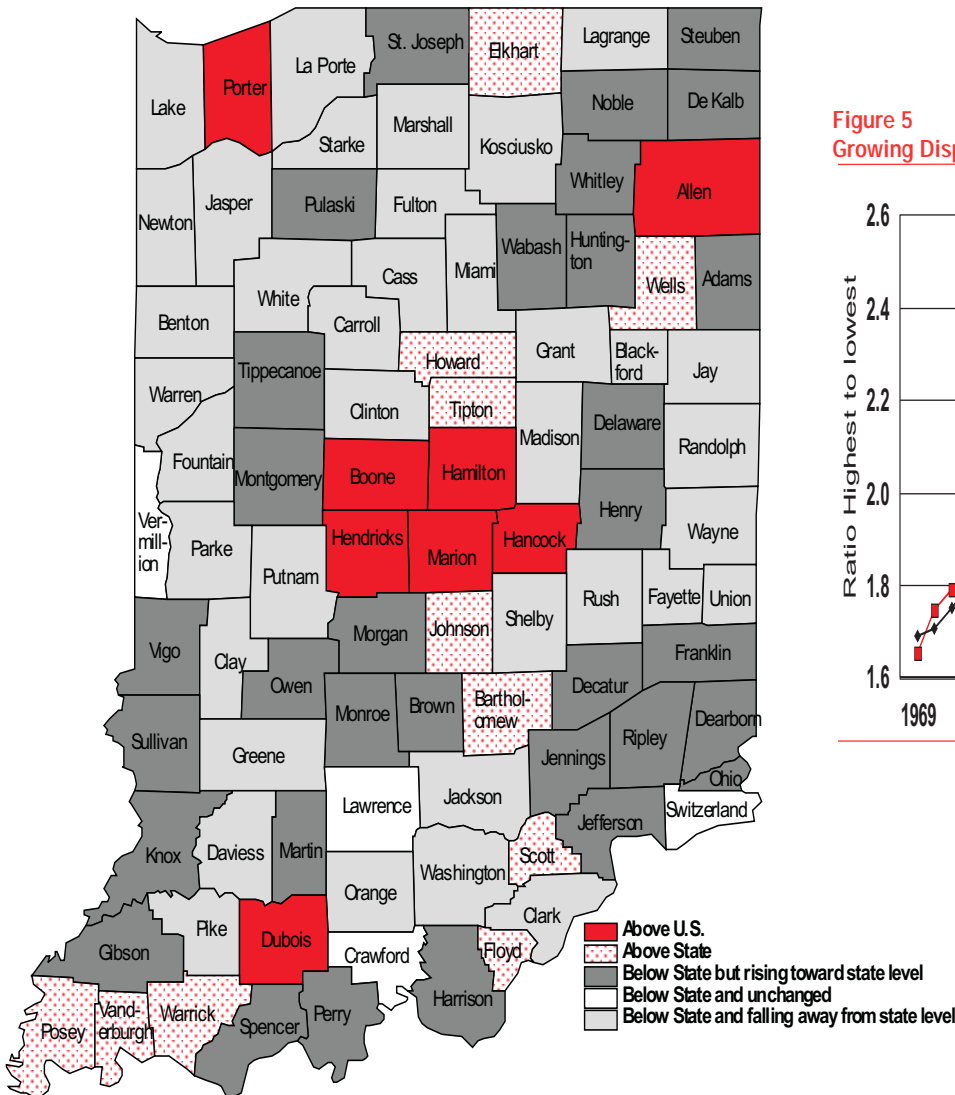 St. Joseph
Elkhart
Lagrange
Steuben
La Porte
Porter
Lake
Noble
De Kalb
Marshall
Starke
Kosciusko
Whitley
Allen
Jasper
Pulaski
Fulton
Newton
Wabash
Hunting-
ton
Miami
Cass
Wells
Adams
White
Benton
Carroll
Howard
Grant
Black-
ford
Jay
Tippecanoe
Warren
Clinton
Tipton
Madison
Delaware
Randolph
Fountain
Montgomery
Boone
Hamilton
Henry
Ver-
mill-
ion
Parke
Putnam
Hendricks
Marion
Hancock
Wayne
Rush
Fayette
Union
Shelby
Morgan
Johnson
Vigo
Clay
Owen
Franklin
Decatur
Monroe
Brown
Barthol-
omew
Dearborn
Sullivan
Greene
Jennings
Ripley
Ohio
Lawrence
Jackson
Switzerland
Jefferson
Knox
Daviess
Martin
Orange
Washington
Scott
Clark
Pike
Dubois
Gibson
Crawford
Floyd
Harrison
Posey
Vand-
erburgh
Warrick
Spencer
Perry
Above U.S.
Above State
Below State but rising toward state level
Below State and unchanged
Below State and falling away from state level
Figure 5
Growing Disp
Ratio Highest to lowest
2.6
2.4
2.2
2.0
1.8
1.6
1969